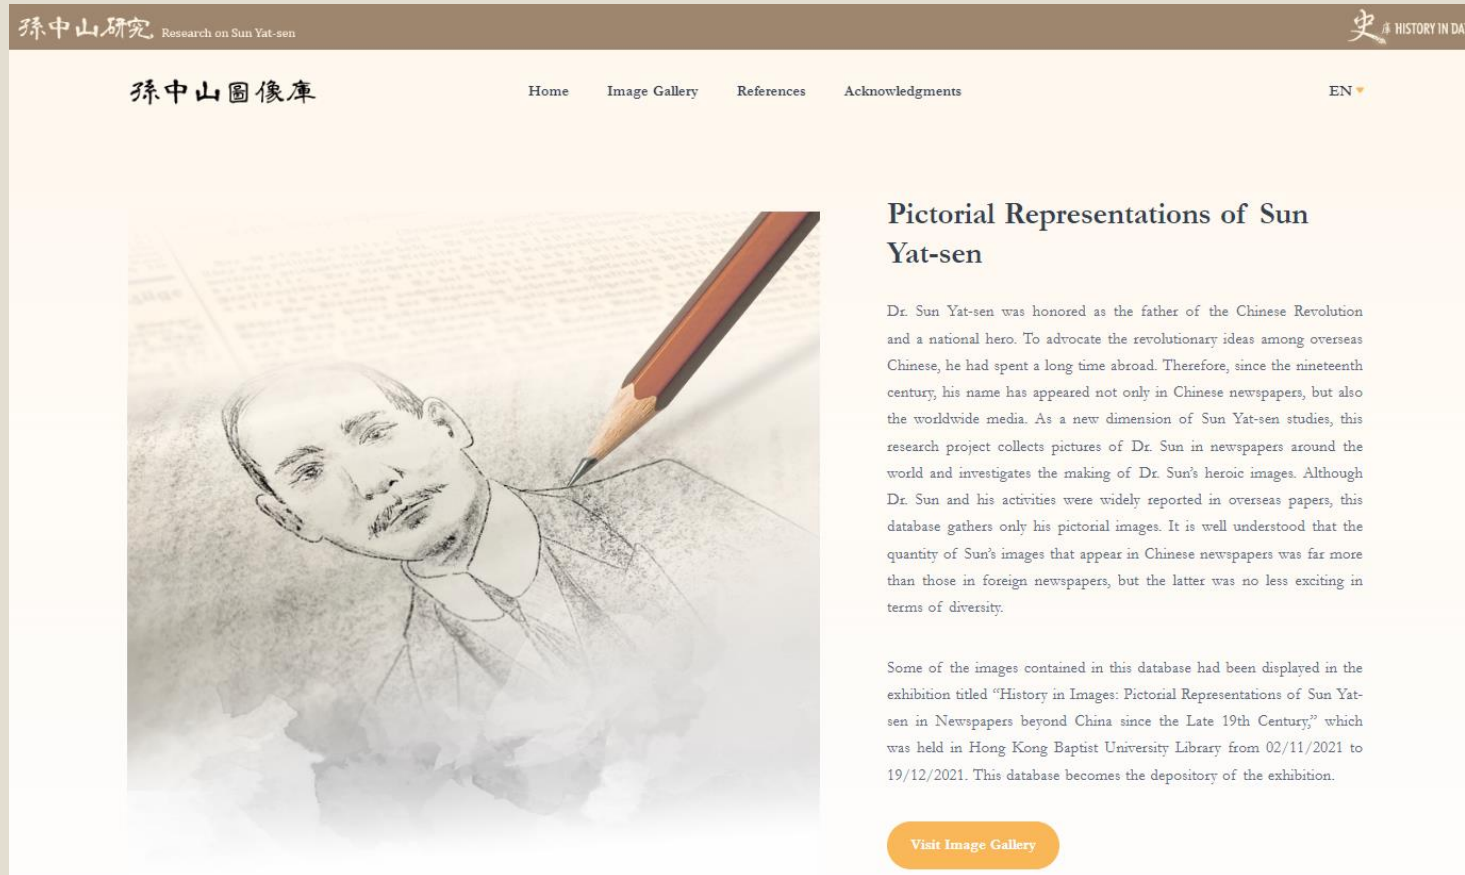 孫中山研究 Research on Sun Yat-sen
史庫 HISTORY IN DA
孫中山圖像庫
Home Image Gallery References Acknowledgments
EN
Pictorial Representations of Sun
Yat-sen
Dr. Sun Yat-sen was honored as the father of the Chinese Revolution
and a national hero. To advocate the revolutionary ideas among overseas
Chinese, he had spent a long time abroad. Therefore, since the nineteenth
century, his name has appeared not only in Chinese newspapers, but also
the worldwide media. As a new dimension of Sun Yat-sen studies, this
research project collects pictures of Dr. Sun in newspapers around the
world and investigates the making of Dr. Sun’s heroic images. Although
Dr. Sun and his activities were widely reported in overseas papers, this
database gathers only his pictorial images. It is well understood that the
quantity of Sun’s images that appear in Chinese newspapers was far more
than those in foreign newspapers, but the latter was no less exciting in
terms of diversity.
Some of the images contained in this database had been displayed in the
exhibition titled “History in Images: Pictorial Representations of Sun Yat-
sen in Newspapers beyond China since the Late 19th Century,” which
was held in Hong Kong Baptist University Library from 02/11/2021 to
19/12/2021. This database becomes the depository of the exhibition.
Visit Image Gallery